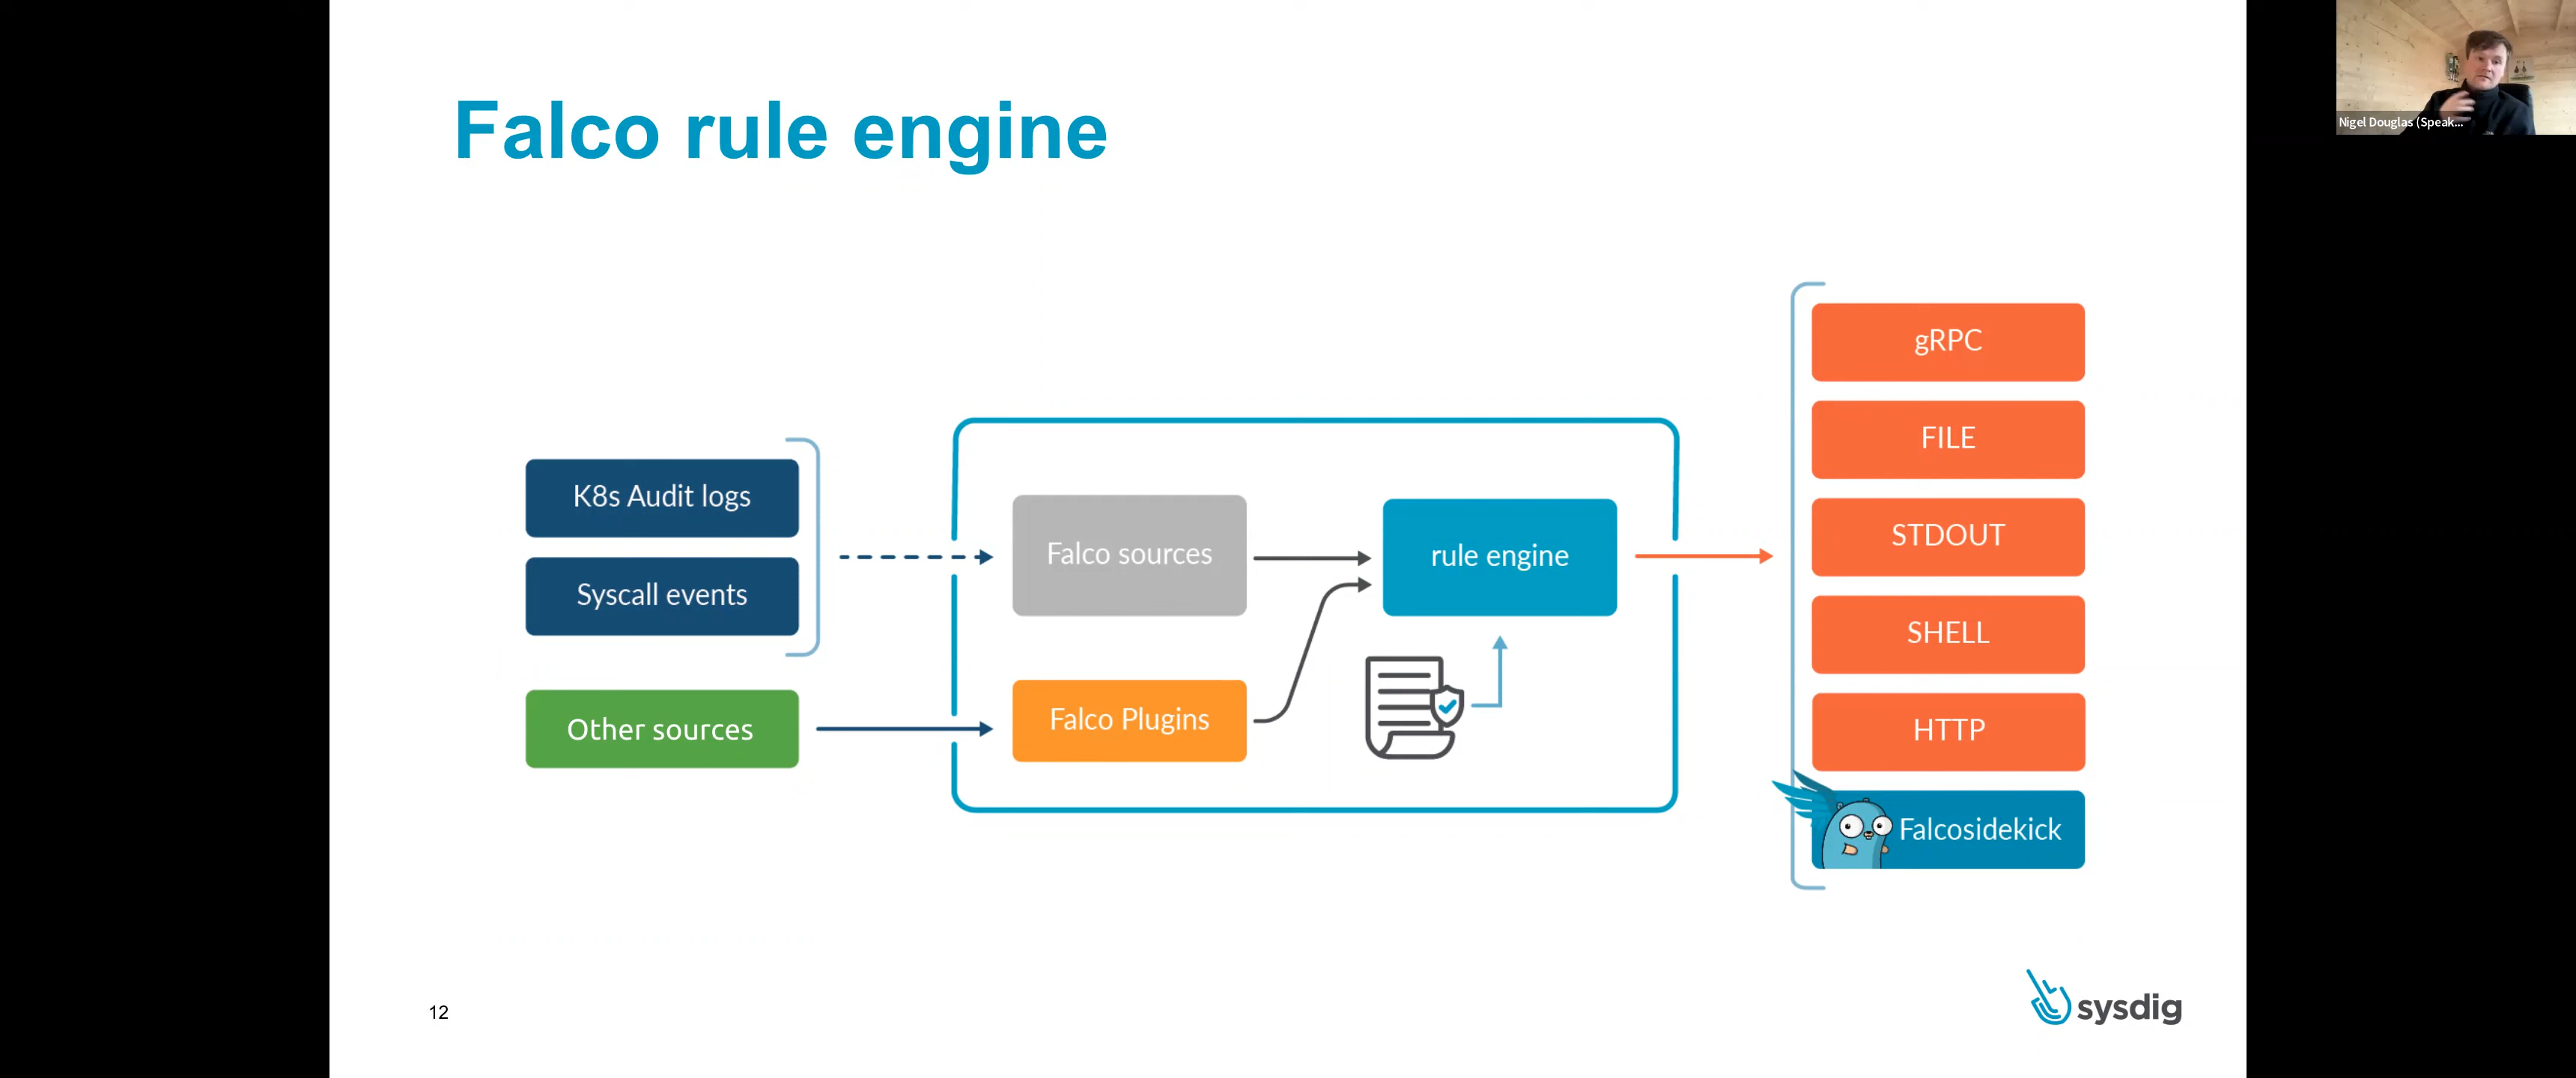 Falco rule engine
Nigel Douglas (Speak...
K8s Audit logs
Syscall events
Other sources
Falco sources
Falco Plugins
rule engine
gRPC
FILE
STDOUT
SHELL
HTTP
Falcosidekick
12
sysdig